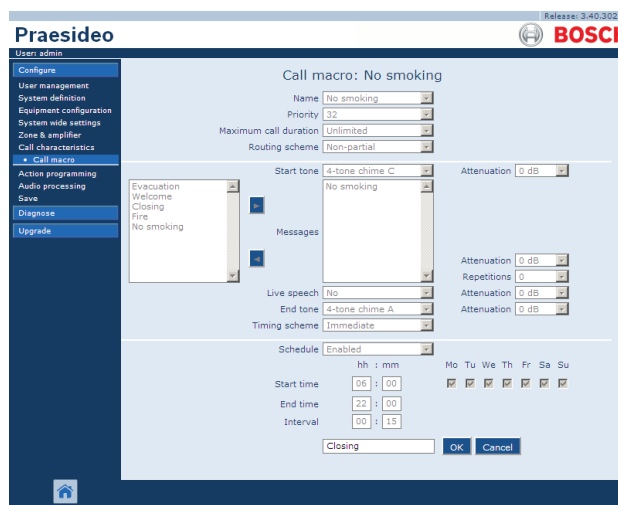 Release: 3.40.302
Praesideo
BOSCH
User: admin
Configure
User management
System definition
Equipment configuration
System wide settings
Zone & amplifier
Call characteristics
• Call macro
Action programming
Audio processing
Save
Diagnose
Upgrade
Call macro: No smoking
Name No smoking
Priority 32
Maximum call duration Unlimited
Routing scheme Non-partial
Start tone 4-tone chime C Attenuation 0 dB
Evacuation
Welcome
Closing
Fire
No smoking
Messages
No smoking
Attenuation 0 dB
Repetitions 0
Live speech No Attenuation 0 dB
End tone 4-tone chime A Attenuation 0 dB
Timing scheme Immediate
Schedule Enabled
hh : mm Mo Tu We Th Fr Sa Su
Start time 06 : 00
End time 22 : 00
Interval 00 : 15
Closing OK Cancel